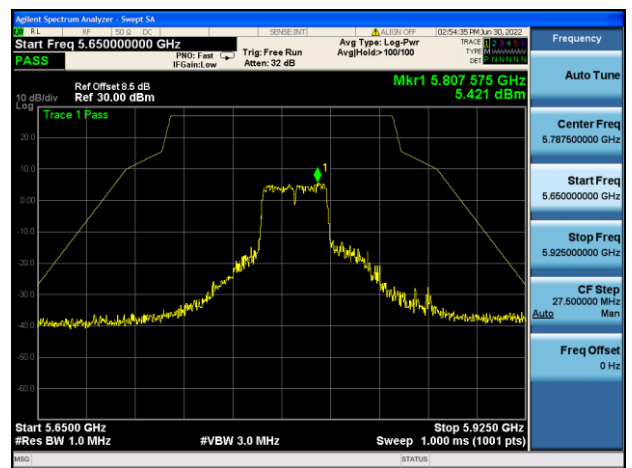 Agilent Spectrum Analyzer - Swept SA
RL RF 50 Ω DC SENSE:INT ALIGN OFF 02:54:35 PM Jun 30, 2022
Start Freq 5.650000000 GHz
PASS
PNO: Fast
IFGain:Low
Trig: Free Run
Atten: 32 dB
Avg Type: Log-Pwr
Avg|Hold:>100/100
TRACE 1 2 3 4 5 6
TYPE
DET P N N N N N
Frequency
Auto Tune
Center Freq
5.787500000 GHz
Start Freq
5.650000000 GHz
Stop Freq
5.925000000 GHz
CF Step
27.500000 MHz
Auto Man
Freq Offset
0 Hz
Mkr1 5.807 575 GHz
5.421 dBm
Ref Offset 8.5 dB
10 dB/div Ref 30.00 dBm
Log
Trace 1 Pass
1
20.0
10.0
0.00
-10.0
-20.0
-30.0
-40.0
-50.0
-60.0
Start 5.6500 GHz Stop 5.9250 GHz
#Res BW 1.0 MHz #VBW 3.0 MHz Sweep 1.000 ms (1001 pts)
MSG STATUS